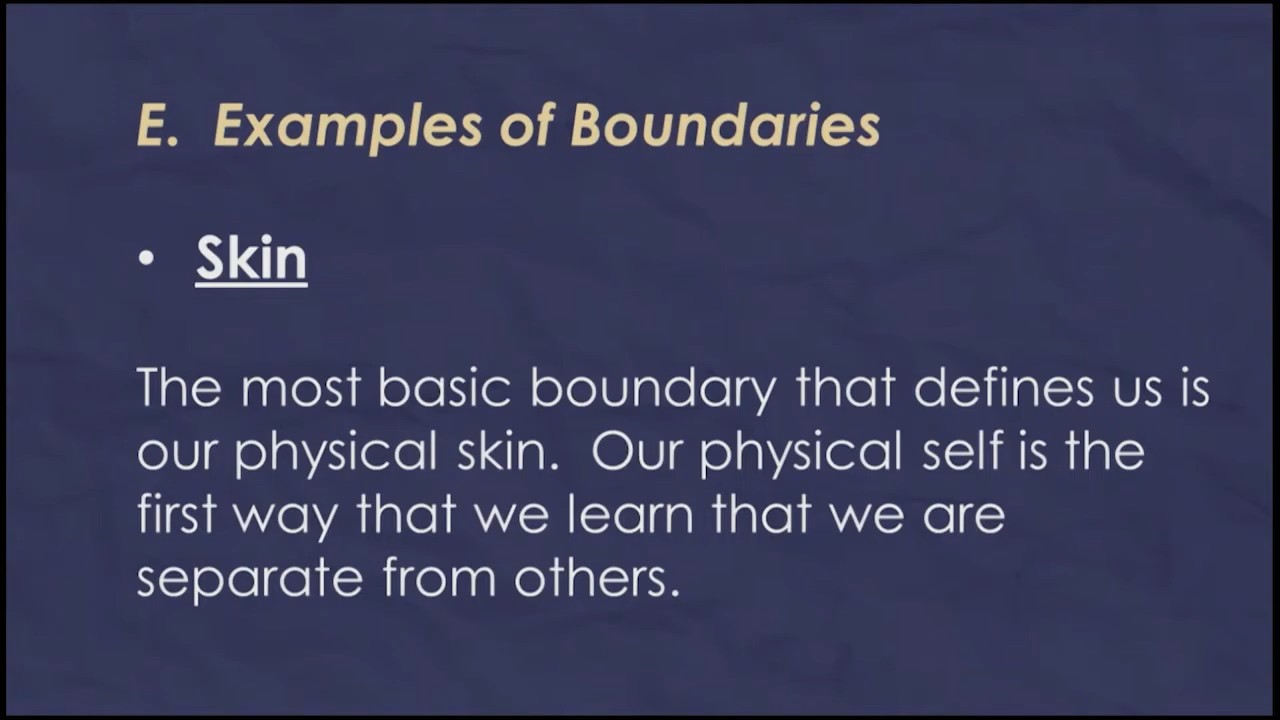 E. Examples of Boundaries
• Skin
The most basic boundary that defines us is
our physical skin. Our physical self is the
first way that we learn that we are
separate from others.